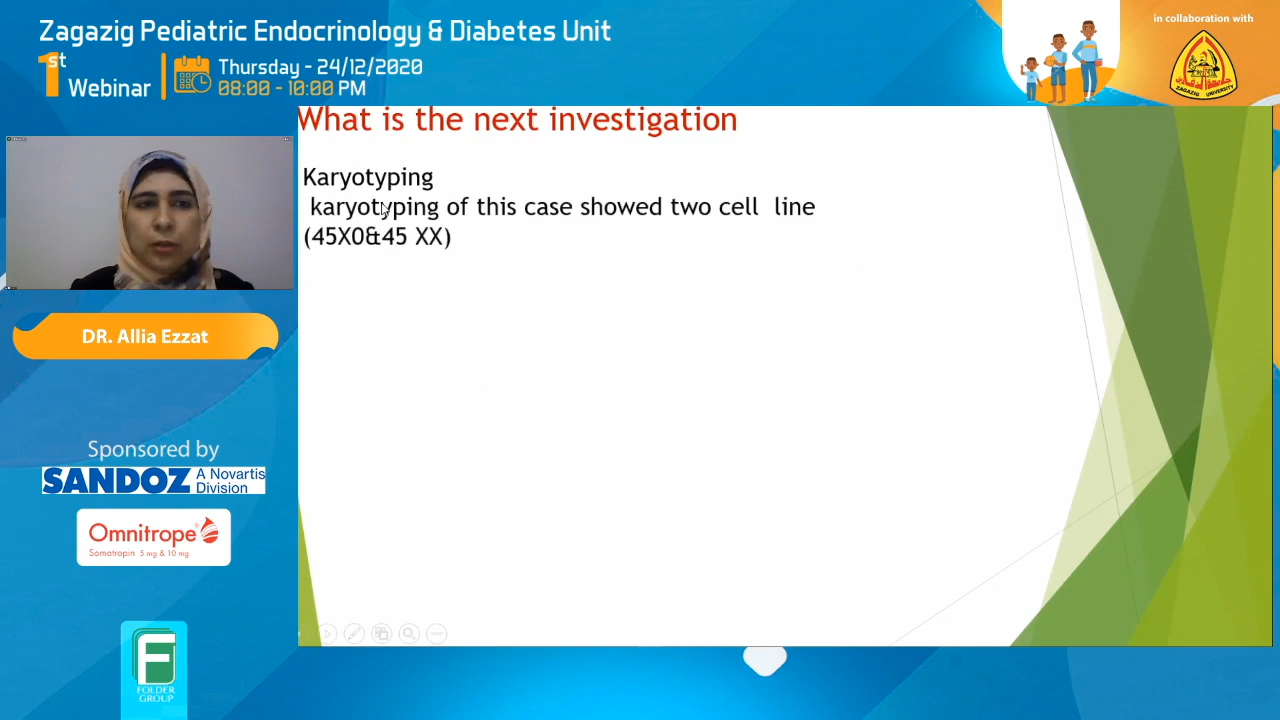 Zagazig Pediatric Endocrinology & Diabetes Unit
1st Webinar
Thursday - 24/12/2020
08:00 - 10:00 PM
in collaboration with
ZAGAZIG UNIVERSITY
What is the next investigation
Karyotyping
karyotyping of this case showed two cell line
(45X0&45 XX)
DR. Allia Ezzat
Sponsored by
SANDOZ A Novartis
Division
Omnitrope®
Somatropin 5 mg & 10 mg
FOLDER
GROUP